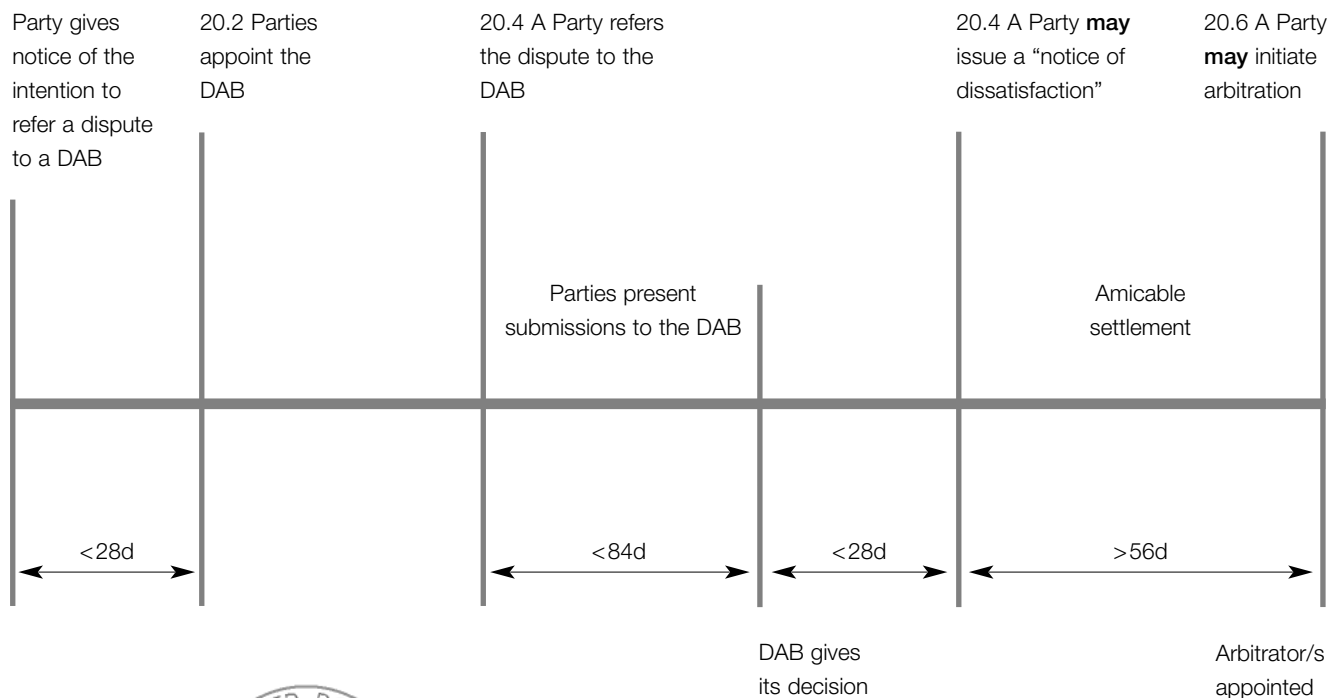 Party gives
notice of the
intention to
refer a dispute
to a DAB
20.2 Parties
appoint the
DAB
20.4 A Party refers
the dispute to the
DAB
20.4 A Party may
issue a “notice of
dissatisfaction”
20.6 A Party
may initiate
arbitration
Parties present
submissions to the DAB
Amicable
settlement
<28d
<84d
<28d
>56d
DAB gives
its decision
Arbitrator/s
appointed